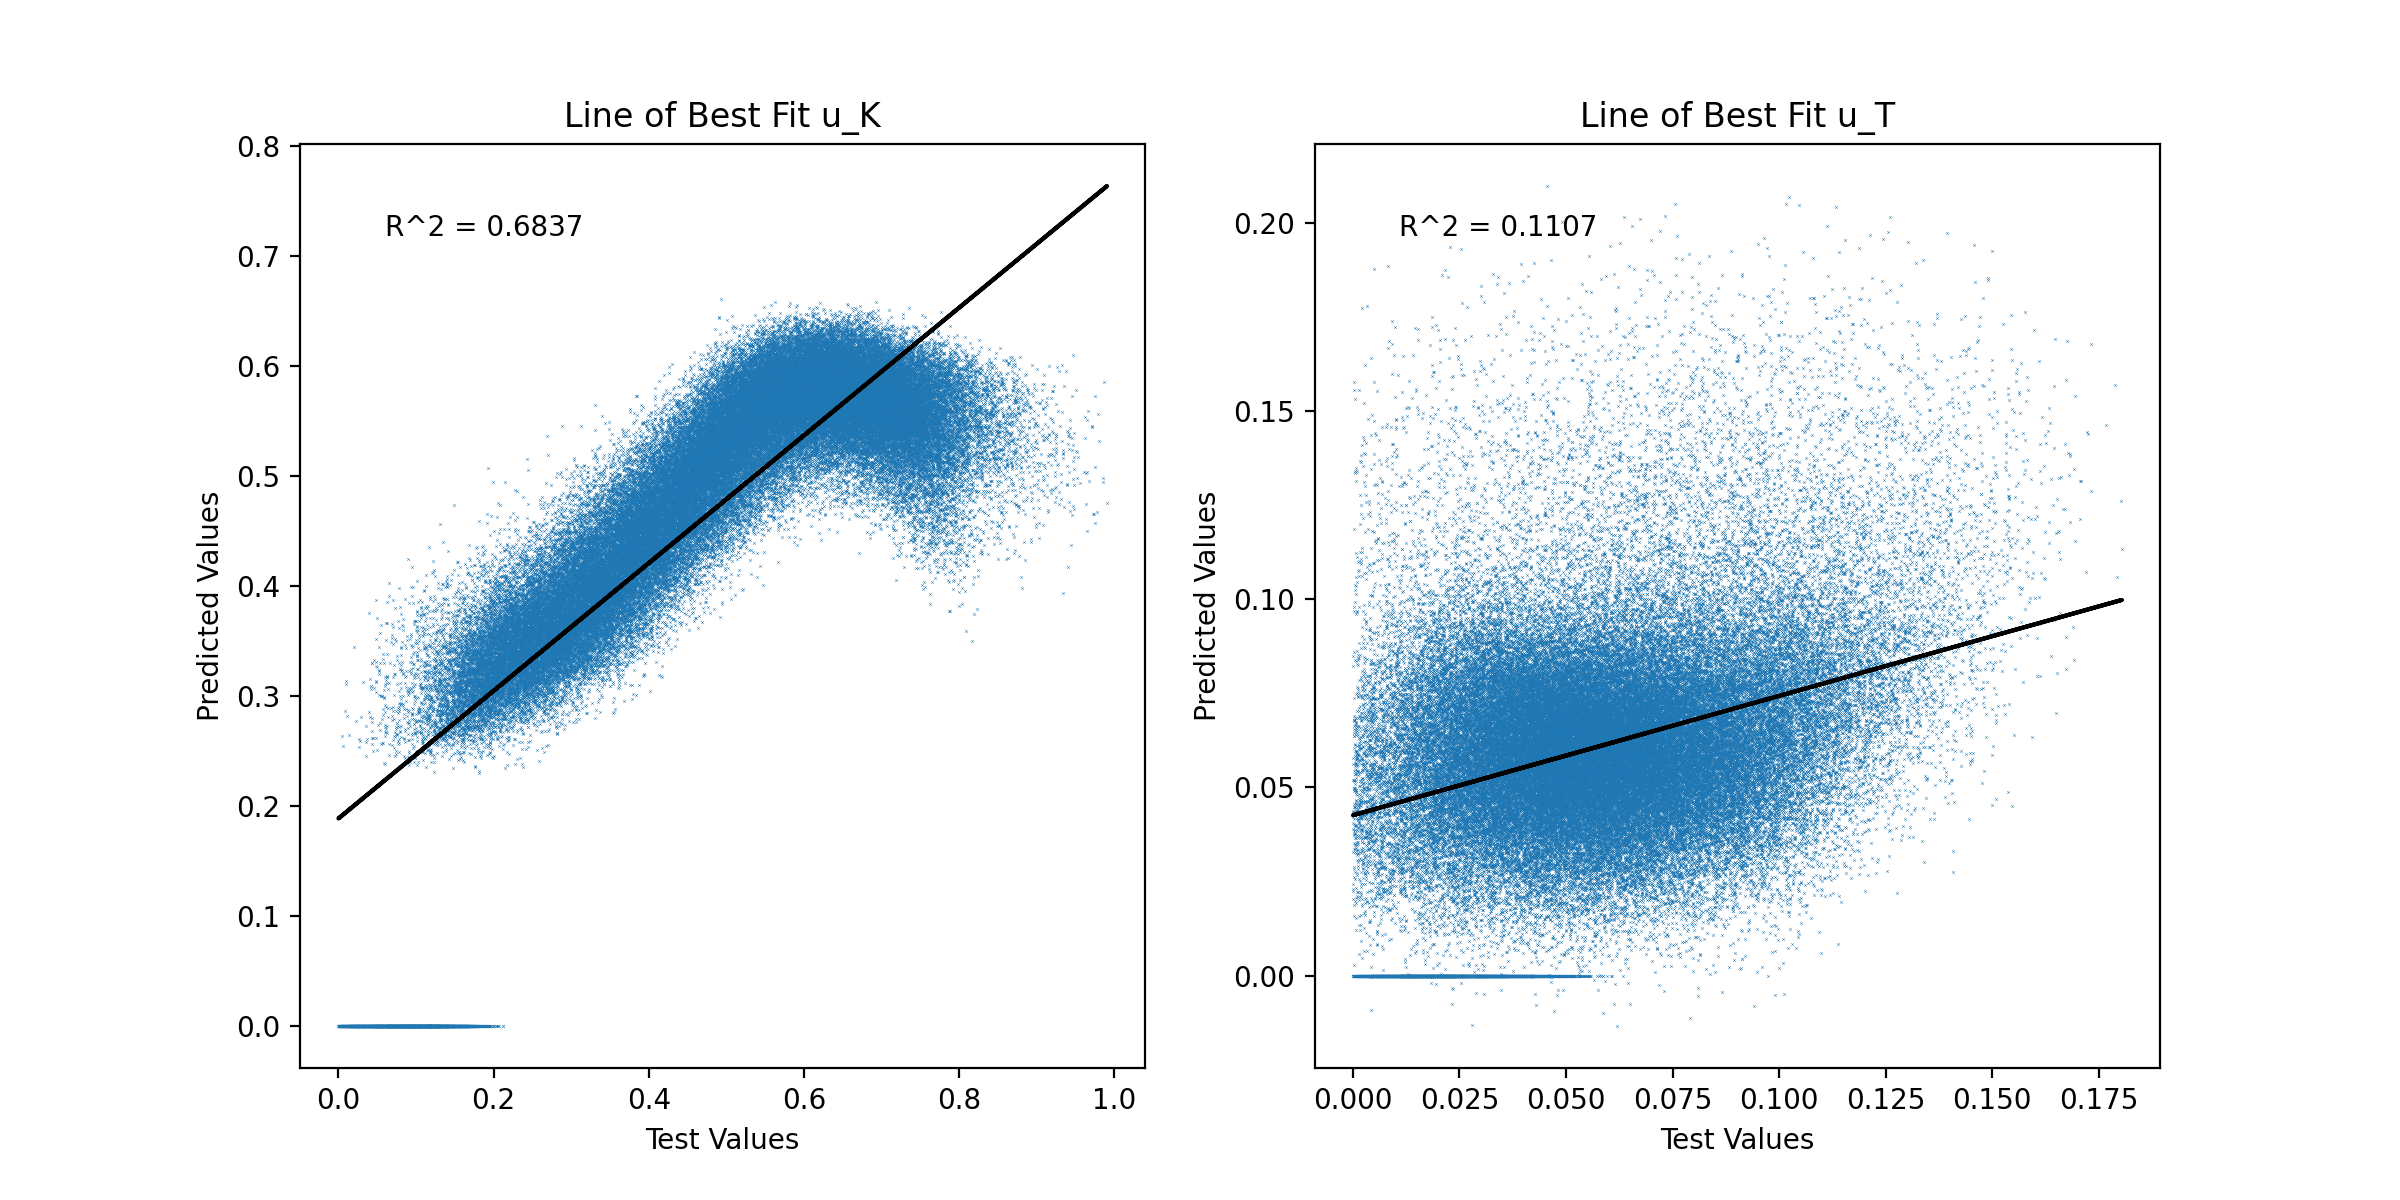 Line of Best Fit u_K
R^2 = 0.6837
Predicted Values
0.8
0.7
0.6
0.5
0.4
0.3
0.2
0.1
0.0
0.0 0.2 0.4 0.6 0.8 1.0
Test Values
Line of Best Fit u_T
R^2 = 0.1107
Predicted Values
0.20
0.15
0.10
0.05
0.00
0.000 0.025 0.050 0.075 0.100 0.125 0.150 0.175
Test Values